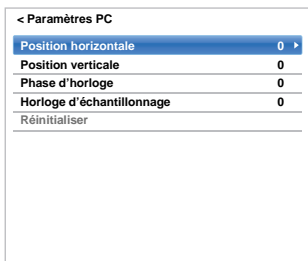 < Paramètres PC
Position horizontale 0
Position verticale 0
Phase d'horloge 0
Horloge d'échantillonnage 0
Réinitialiser